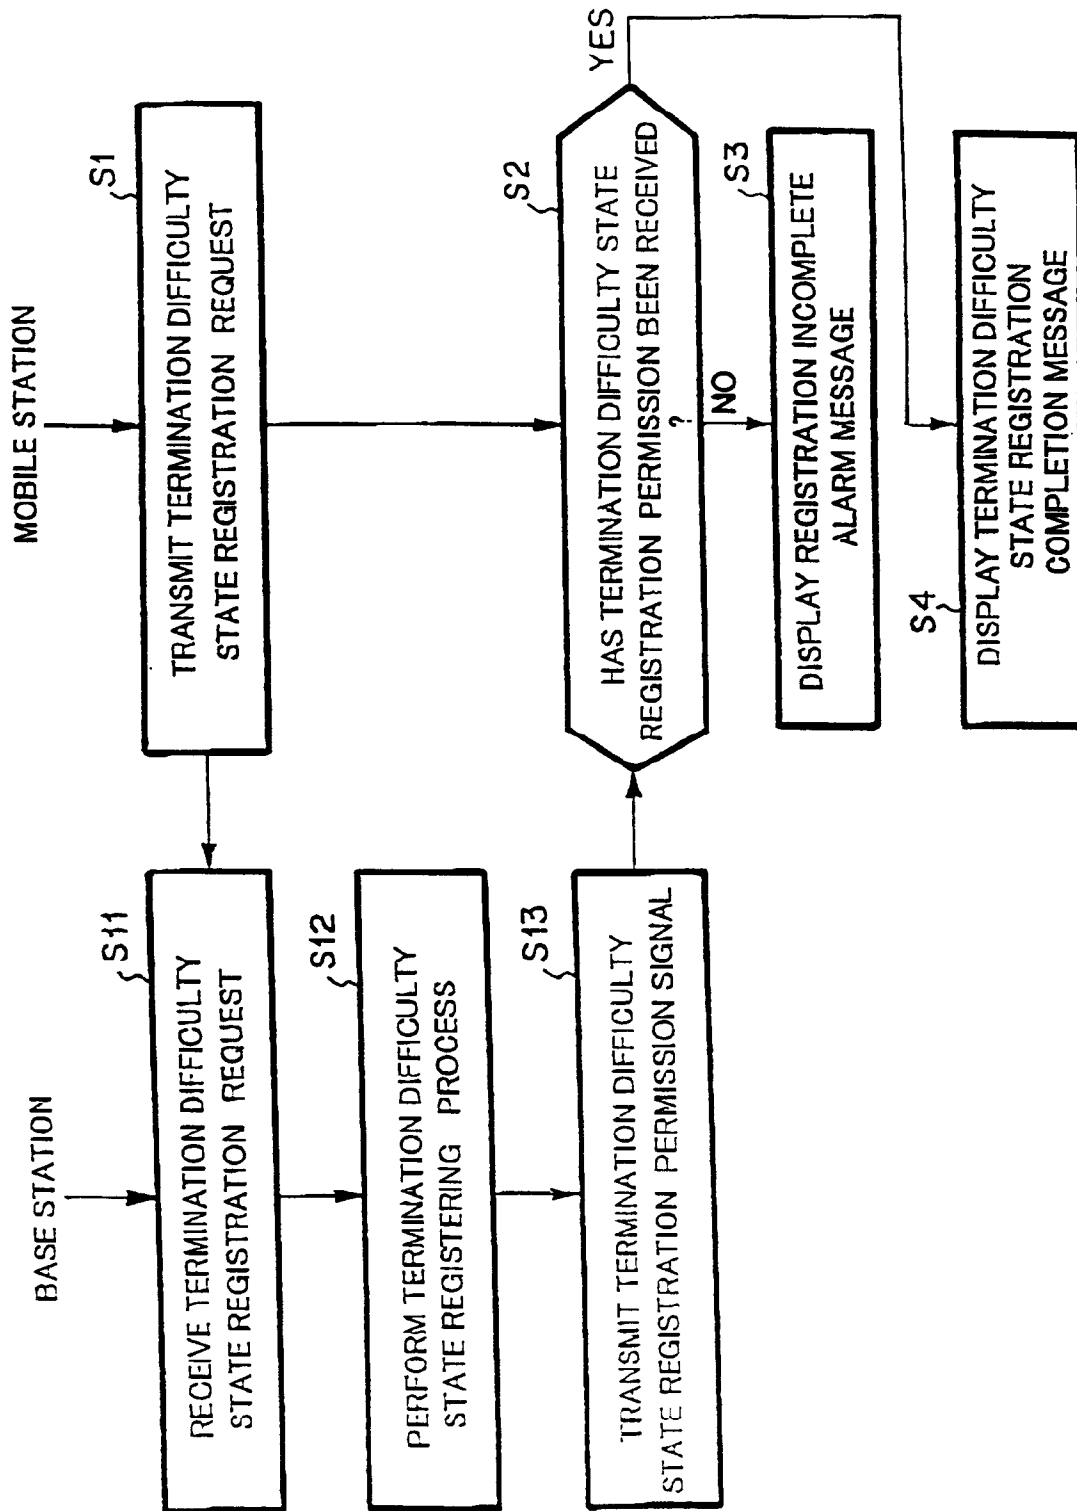 BASE STATION
S11
RECEIVE TERMINATION DIFFICULTY
STATE REGISTRATION REQUEST
S12
PERFORM TERMINATION DIFFICULTY
STATE REGISTERING PROCESS
S13
TRANSMIT TERMINATION DIFFICULTY
STATE REGISTRATION PERMISSION SIGNAL
MOBILE STATION
S1
TRANSMIT TERMINATION DIFFICULTY
STATE REGISTRATION REQUEST
S2
HAS TERMINATION DIFFICULTY STATE
REGISTRATION PERMISSION BEEN RECEIVED
?
YES
NO
S3
DISPLAY REGISTRATION INCOMPLETE
ALARM MESSAGE
S4
DISPLAY TERMINATION DIFFICULTY
STATE REGISTRATION
COMPLETION MESSAGE